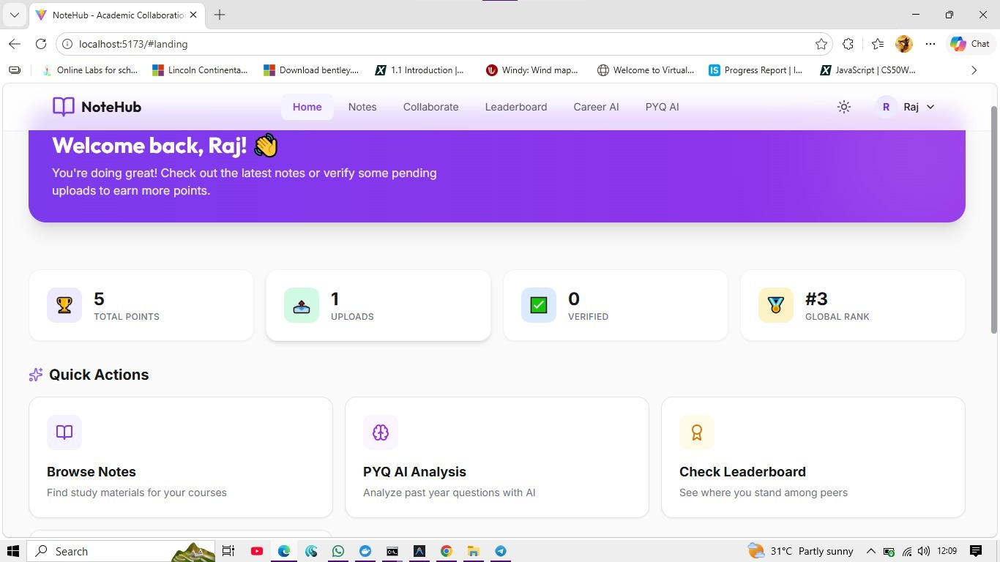 NoteHub - Academic Collaboratio
localhost:5173/#landing
Chat
Online Labs for sch...
Lincoln Continenta...
Download bentley....
1.1 Introduction |...
Windy: Wind map...
Welcome to Virtual...
Progress Report | I...
JavaScript | CS50W...
NoteHub
Home
Notes
Collaborate
Leaderboard
Career AI
PYQ AI
R
Raj
Welcome back, Raj! 👋
You're doing great! Check out the latest notes or verify some pending
uploads to earn more points.
5
TOTAL POINTS
1
UPLOADS
0
VERIFIED
#3
GLOBAL RANK
Quick Actions
Browse Notes
Find study materials for your courses
PYQ AI Analysis
Analyze past year questions with AI
Check Leaderboard
See where you stand among peers
Search
31°C Partly sunny
12:09